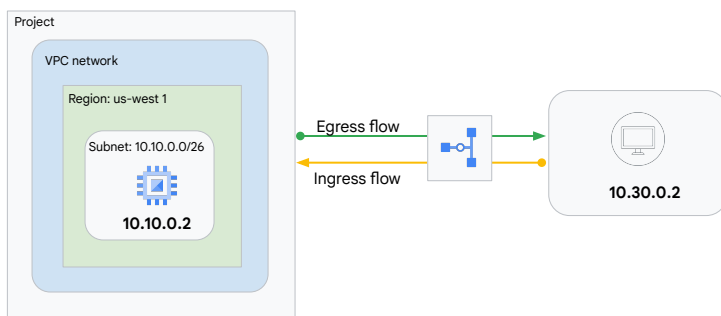 Project
VPC network
Region: us-west 1
Subnet: 10.10.0.0/26
10.10.0.2
Egress flow
Ingress flow
10.30.0.2